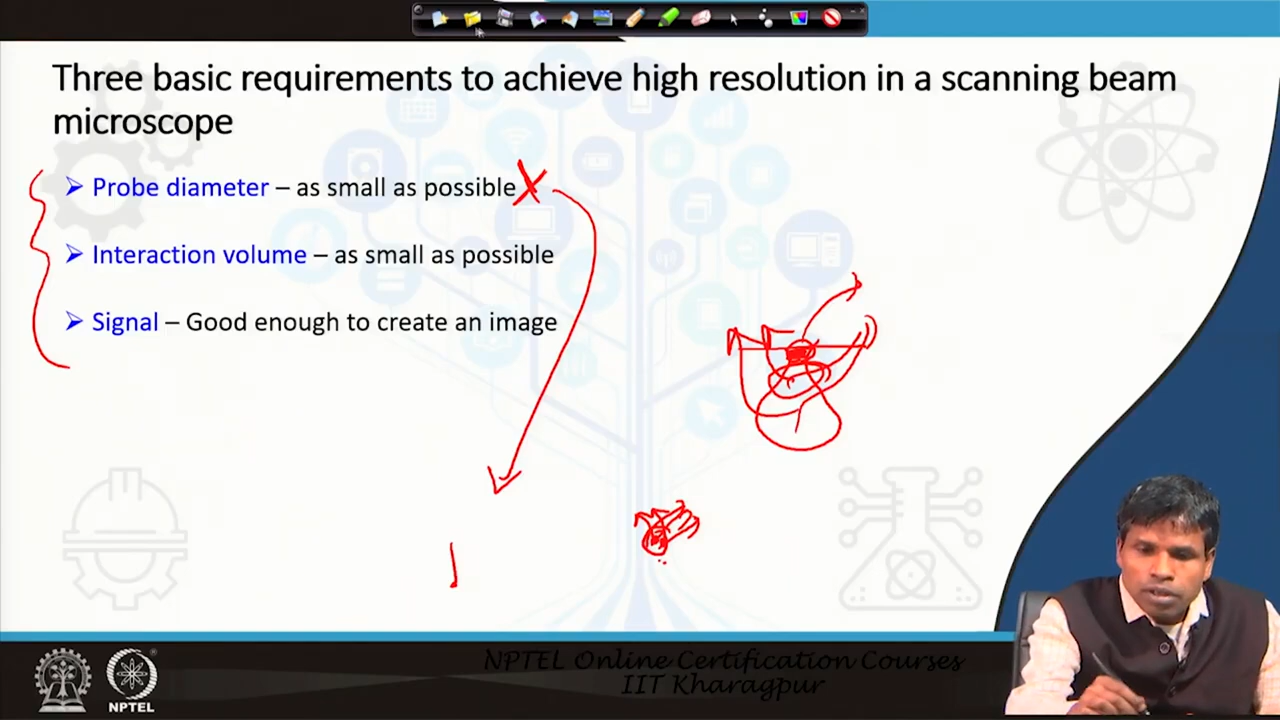 Three basic requirements to achieve high resolution in a scanning beam
microscope
➢ Probe diameter – as small as possible
➢ Interaction volume – as small as possible
➢ Signal – Good enough to create an image
NPTEL Online Certification Courses
IIT Kharagpur
NPTEL